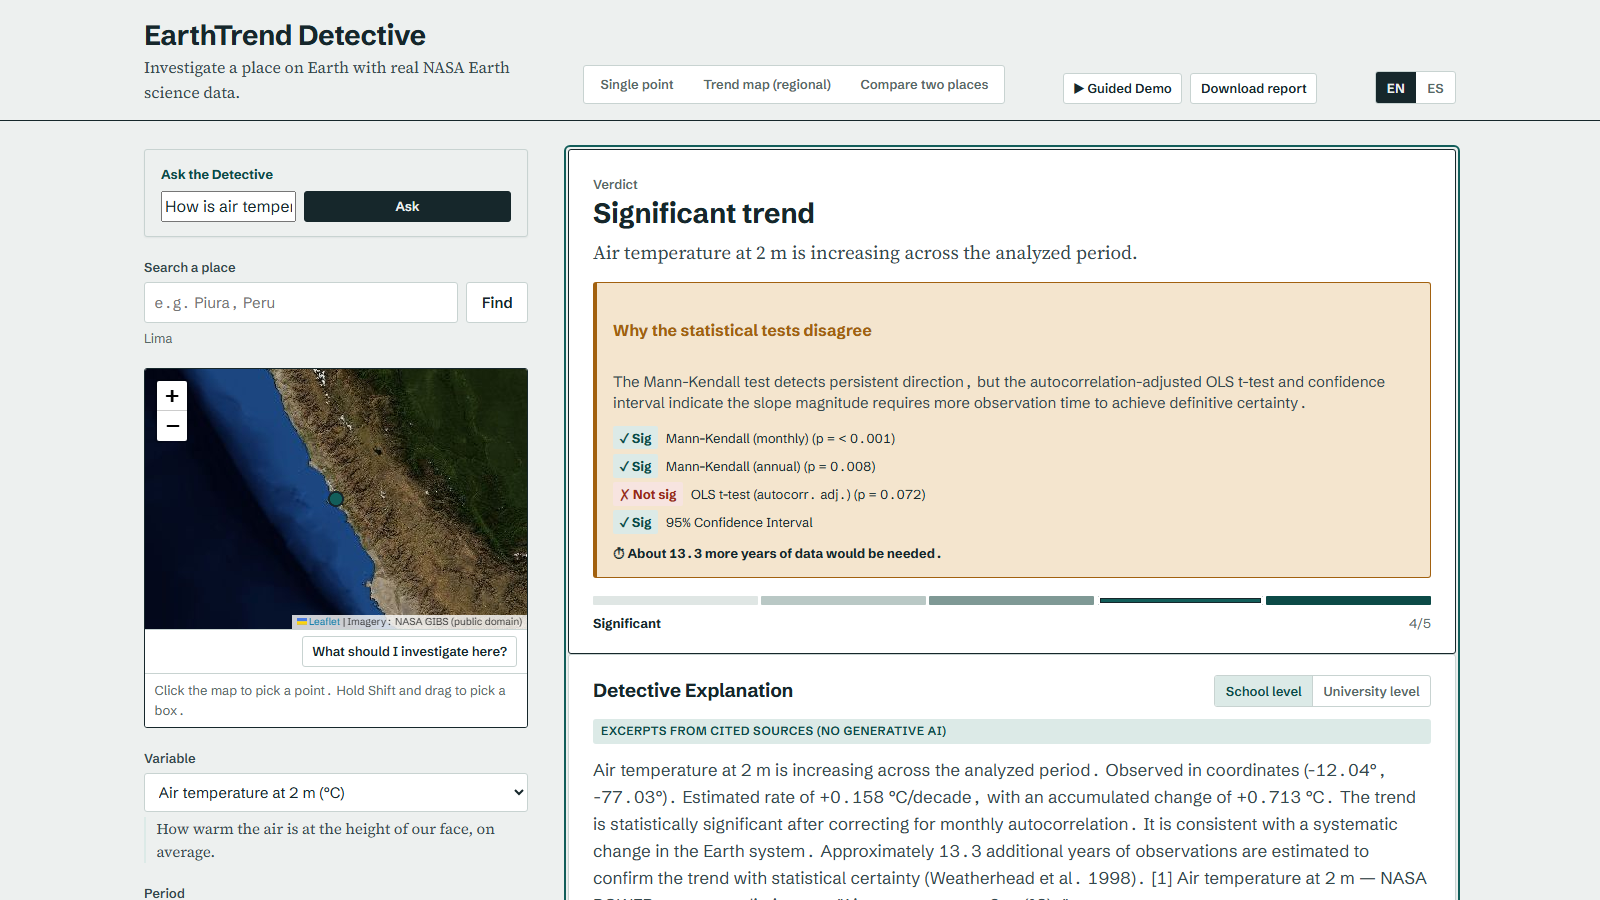 EarthTrend Detective
Investigate a place on Earth with real NASA Earth
science data.
Single point
Trend map (regional)
Compare two places
▶ Guided Demo
Download report
EN
ES
Ask the Detective
How is air temper
Ask
Search a place
e.g. Piura, Peru
Find
Lima
+
−
Leaflet | Imagery: NASA GIBS (public domain)
What should I investigate here?
Click the map to pick a point. Hold Shift and drag to pick a
box.
Variable
Air temperature at 2 m (°C)
How warm the air is at the height of our face, on
average.
Period
Verdict
Significant trend
Air temperature at 2 m is increasing across the analyzed period.
Why the statistical tests disagree
The Mann-Kendall test detects persistent direction, but the autocorrelation-adjusted OLS t-test and confidence
interval indicate the slope magnitude requires more observation time to achieve definitive certainty.
✓ Sig Mann-Kendall (monthly) (p = < 0.001)
✓ Sig Mann-Kendall (annual) (p = 0.008)
✗ Not sig OLS t-test (autocorr. adj.) (p = 0.072)
✓ Sig 95% Confidence Interval
⏱ About 13.3 more years of data would be needed.
Significant
4/5
Detective Explanation
School level
University level
EXCERPTS FROM CITED SOURCES (NO GENERATIVE AI)
Air temperature at 2 m is increasing across the analyzed period. Observed in coordinates (-12.04°,
-77.03°). Estimated rate of +0.158 °C/decade, with an accumulated change of +0.713 °C. The trend
is statistically significant after correcting for monthly autocorrelation. It is consistent with a systematic
change in the Earth system. Approximately 13.3 additional years of observations are estimated to
confirm the trend with statistical certainty (Weatherhead et al. 1998). [1] Air temperature at 2 m — NASA